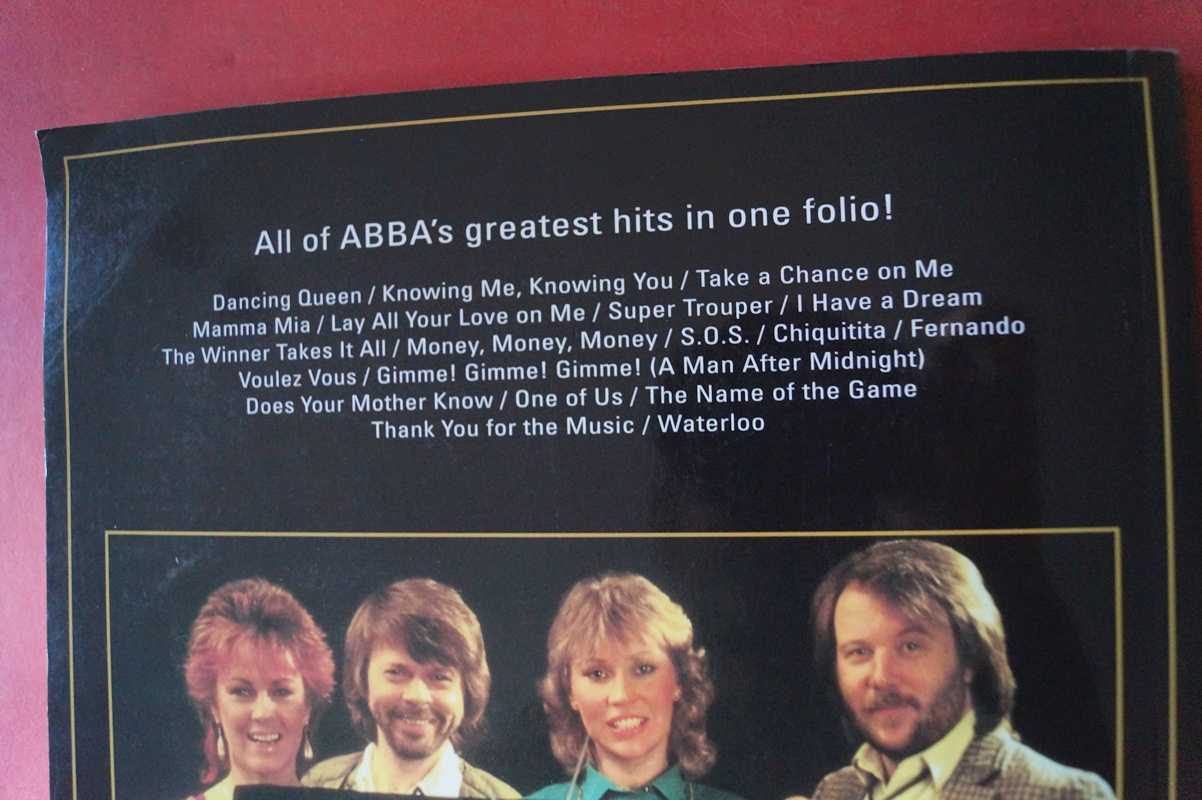 All of ABBA's greatest hits in one folio!
Dancing Queen / Knowing Me, Knowing You / Take a Chance on Me
Mamma Mia / Lay All Your Love on Me / Super Trouper / I Have a Dream
The Winner Takes It All / Money, Money, Money / S.O.S. / Chiquitita / Fernando
Voulez Vous / Gimme! Gimme! Gimme! (A Man After Midnight)
Does Your Mother Know / One of Us / The Name of the Game
Thank You for the Music / Waterloo